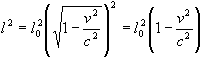 l² = l₀² ( √(1 − v²/c²) )² = l₀² ( 1 − v²/c² )